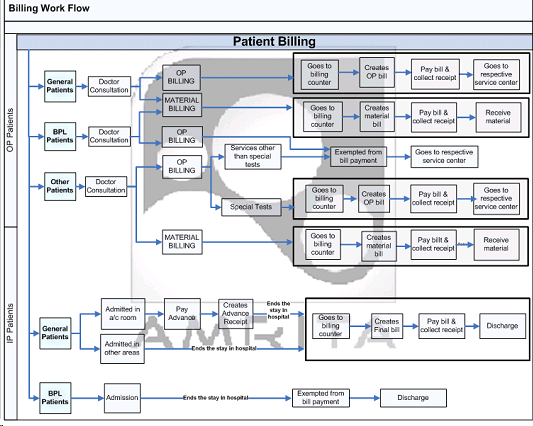 Billing Work Flow
Patient Billing
OP Patients
General
Patients
Doctor
Consultation
OP
BILLING
Goes to
billing
counter
Creates
OP bill
Pay bill &
collect receipt
Goes to
respective
service center
MATERIAL
BILLING
Goes to
billing
counter
Creates
material
bill
Pay bill &
collect receipt
Receive
material
BPL
Patients
Doctor
Consultation
OP
BILLING
Exempted from
bill payment
Goes to respective
service center
Other
Patients
Doctor
Consultation
OP
BILLING
Services other
than special
tests
Special Tests
Goes to
billing
counter
Creates
OP bill
Pay bill &
collect receipt
Goes to
respective
service center
MATERIAL
BILLING
Goes to
billing
counter
Creates
material
bill
Pay bilt &
collect receipt
Receive
material
IP Patients
General
Patients
Admitted in
a/c room
Pay
Advance
Creates
Advance
Receipt
Ends the
stay in
hospital
Admitted in
other areas
Ends the stay in hospital
Goes to
billing
counter
Creates
Final bill
Pay bill &
collect receipt
Discharge
BPL
Patients
Admission
Ends the stay in hospital
Exempted from
bill payment
Discharge
AMRITA